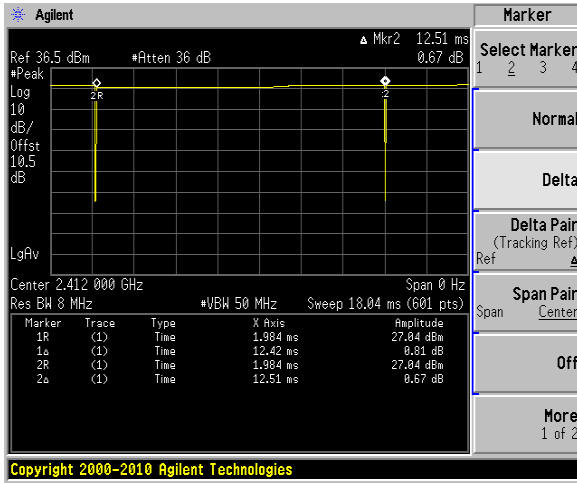 Agilent
Marker
Δ Mkr2 12.51 ms
Ref 36.5 dBm #Atten 36 dB 0.67 dB
#Peak
Log
10
dB/
Offst
10.5
dB
LgAv
2R
2
Center 2.412 000 GHz Span 0 Hz
Res BW 8 MHz #VBW 50 MHz Sweep 18.04 ms (601 pts)
Marker Trace Type X Axis Amplitude
1R (1) Time 1.984 ms 27.04 dBm
1Δ (1) Time 12.42 ms 0.81 dB
2R (1) Time 1.984 ms 27.04 dBm
2Δ (1) Time 12.51 ms 0.67 dB
Select Marker
1 2 3 4
Normal
Delta
Delta Pair
(Tracking Ref)
Ref Δ
Span Pair
Span Center
Off
More
1 of 2
Copyright 2000-2010 Agilent Technologies